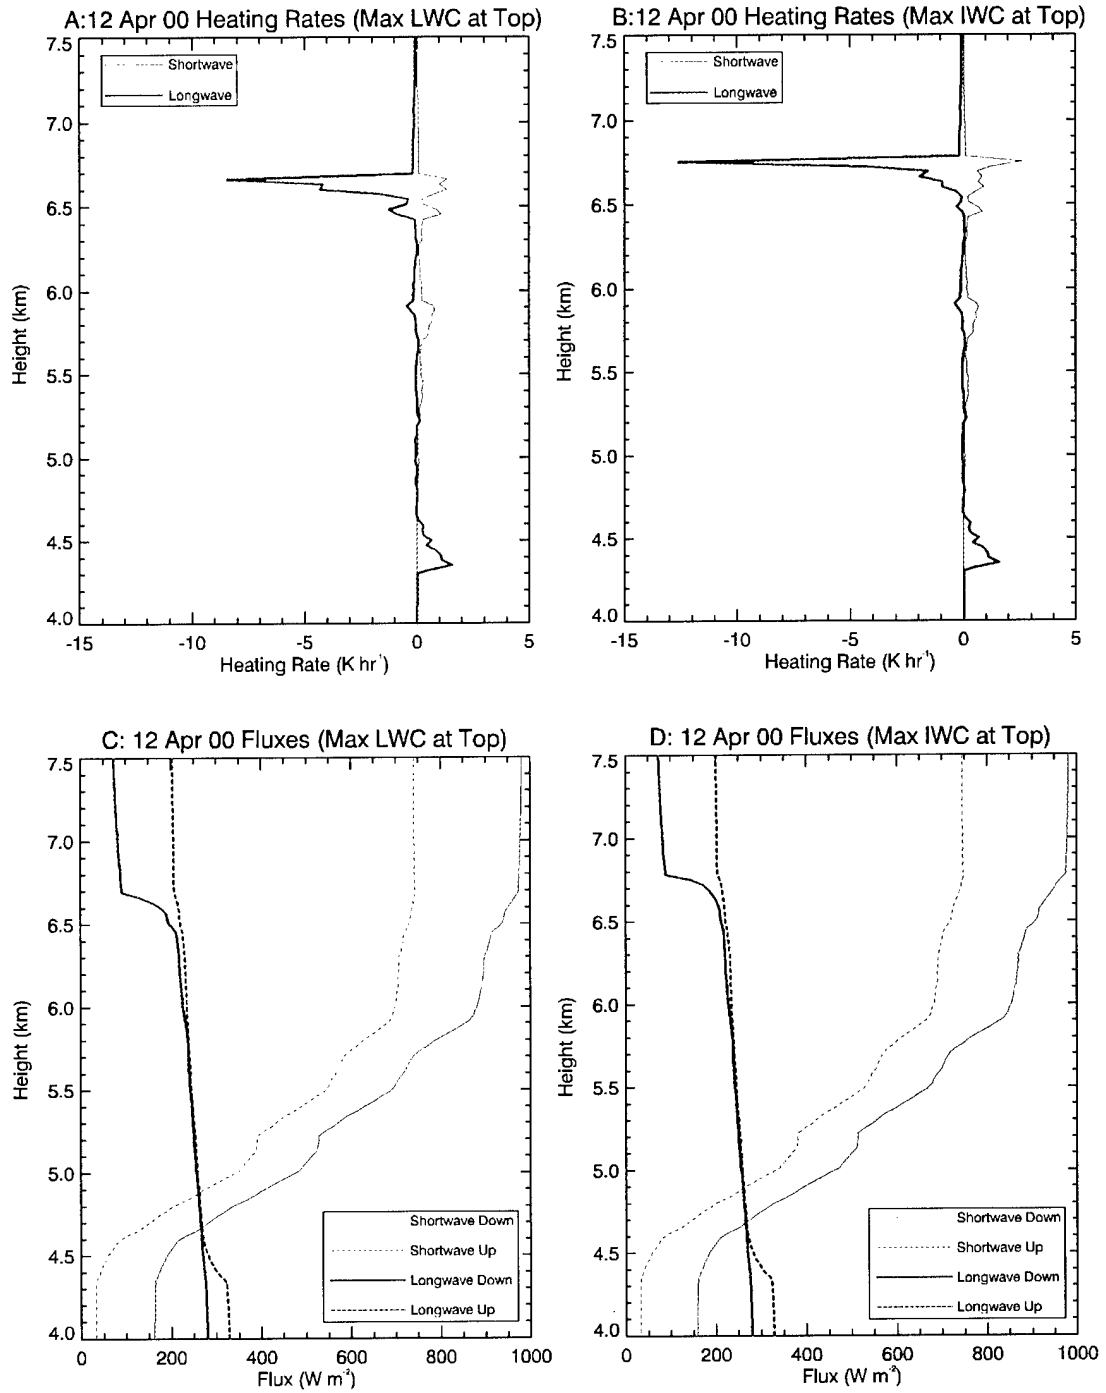 A:12 Apr 00 Heating Rates (Max LWC at Top)
7.5
7.0
6.5
6.0
5.5
5.0
4.5
4.0
Height (km)
Shortwave
Longwave
-15
-10
-5
0
5
Heating Rate (K hr⁻¹)
B:12 Apr 00 Heating Rates (Max IWC at Top)
7.5
7.0
6.5
6.0
5.5
5.0
4.5
4.0
Height (km)
Shortwave
Longwave
-15
-10
-5
0
5
Heating Rate (K hr⁻¹)
C: 12 Apr 00 Fluxes (Max LWC at Top)
7.5
7.0
6.5
6.0
5.5
5.0
4.5
4.0
Height (km)
Shortwave Down
Shortwave Up
Longwave Down
Longwave Up
0
200
400
600
800
1000
Flux (W m⁻²)
D: 12 Apr 00 Fluxes (Max IWC at Top)
7.5
7.0
6.5
6.0
5.5
5.0
4.5
4.0
Height (km)
Shortwave Down
Shortwave Up
Longwave Down
Longwave Up
0
200
400
600
800
1000
Flux (W m⁻²)